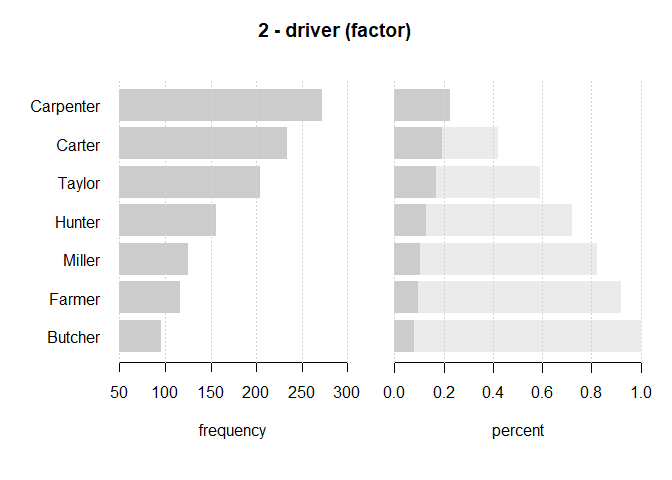 2 - driver (factor)
Carpenter
Carter
Taylor
Hunter
Miller
Farmer
Butcher
50 100 150 200 250 300
0.0 0.2 0.4 0.6 0.8 1.0
frequency
percent